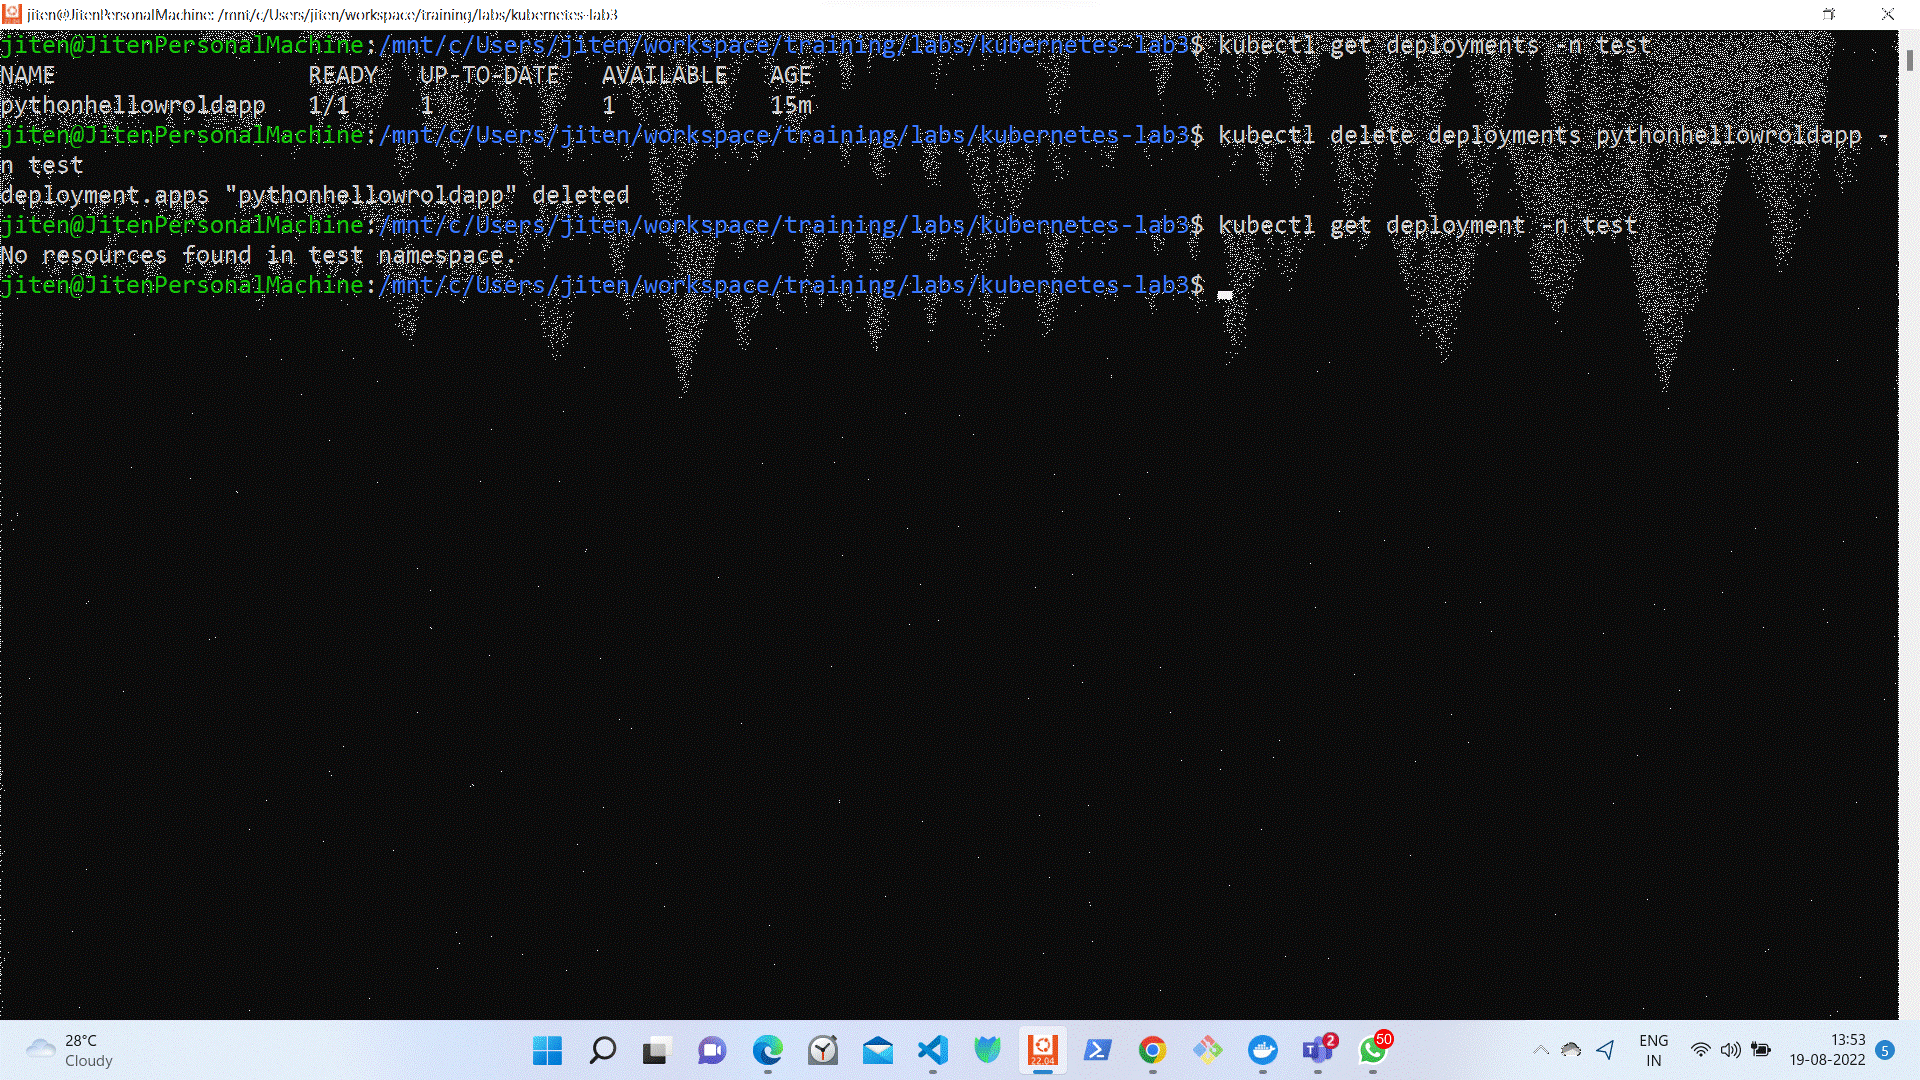 jiten@JitenPersonalMachine: /mnt/c/Users/jiten/workspace/training/labs/kubernetes-lab3
jiten@JitenPersonalMachine:/mnt/c/Users/jiten/workspace/training/labs/kubernetes-lab3$ kubectl get deployments -n test
NAME READY UP-TO-DATE AVAILABLE AGE
pythonhellowroldapp 1/1 1 1 15m
jiten@JitenPersonalMachine:/mnt/c/Users/jiten/workspace/training/labs/kubernetes-lab3$ kubectl delete deployments pythonhellowroldapp -
n test
deployment.apps "pythonhellowroldapp" deleted
jiten@JitenPersonalMachine:/mnt/c/Users/jiten/workspace/training/labs/kubernetes-lab3$ kubectl get deployment -n test
No resources found in test namespace.
jiten@JitenPersonalMachine:/mnt/c/Users/jiten/workspace/training/labs/kubernetes-lab3$
28°C
Cloudy
22.04
2
50
ENG
IN
13:53
19-08-2022
5